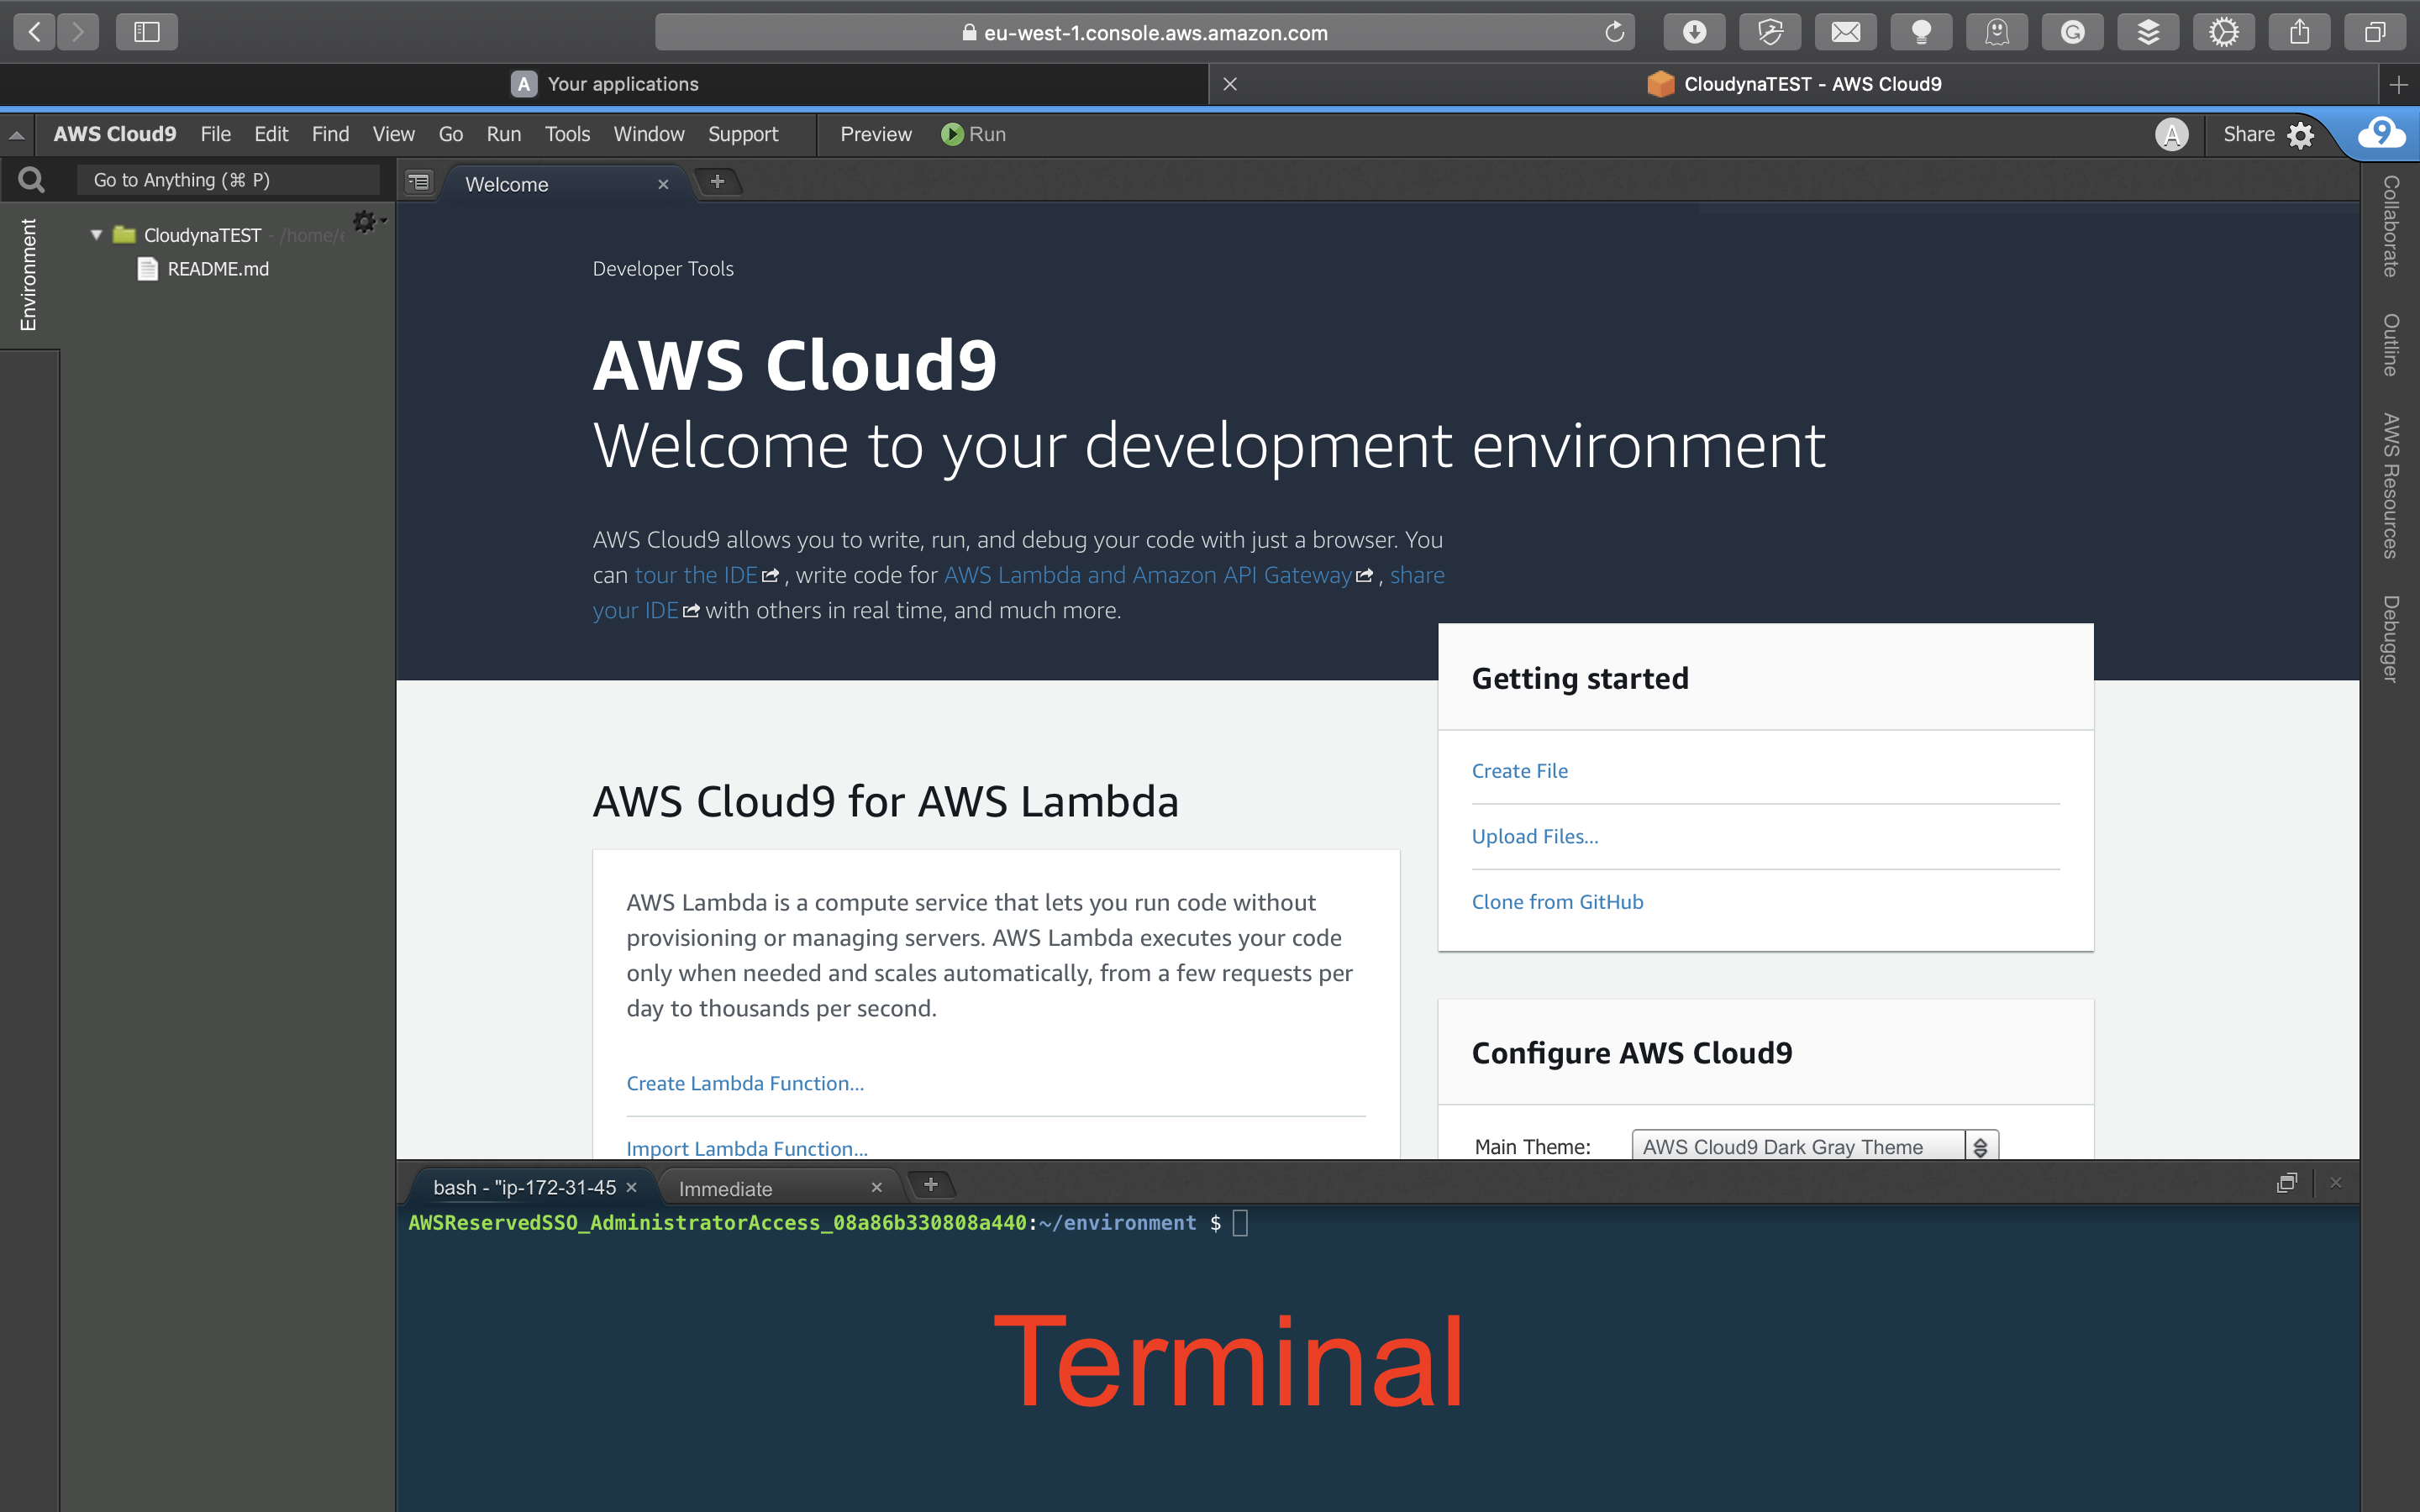 eu-west-1.console.aws.amazon.com
A Your applications
CloudynaTEST - AWS Cloud9
AWS Cloud9 File Edit Find View Go Run Tools Window Support Preview Run A Share 9
Go to Anything (⌘ P)
Welcome
Environment
CloudynaTEST - /home/e
README.md
Developer Tools
AWS Cloud9
Welcome to your development environment
AWS Cloud9 allows you to write, run, and debug your code with just a browser. You
can tour the IDE , write code for AWS Lambda and Amazon API Gateway , share
your IDE with others in real time, and much more.
Getting started
Create File
Upload Files...
Clone from GitHub
AWS Cloud9 for AWS Lambda
AWS Lambda is a compute service that lets you run code without
provisioning or managing servers. AWS Lambda executes your code
only when needed and scales automatically, from a few requests per
day to thousands per second.
Create Lambda Function...
Import Lambda Function...
Configure AWS Cloud9
Main Theme: AWS Cloud9 Dark Gray Theme
Collaborate
Outline
AWS Resources
Debugger
bash - "ip-172-31-45
Immediate
AWSReservedSSO_AdministratorAccess_08a86b330808a440:~/environment $
Terminal